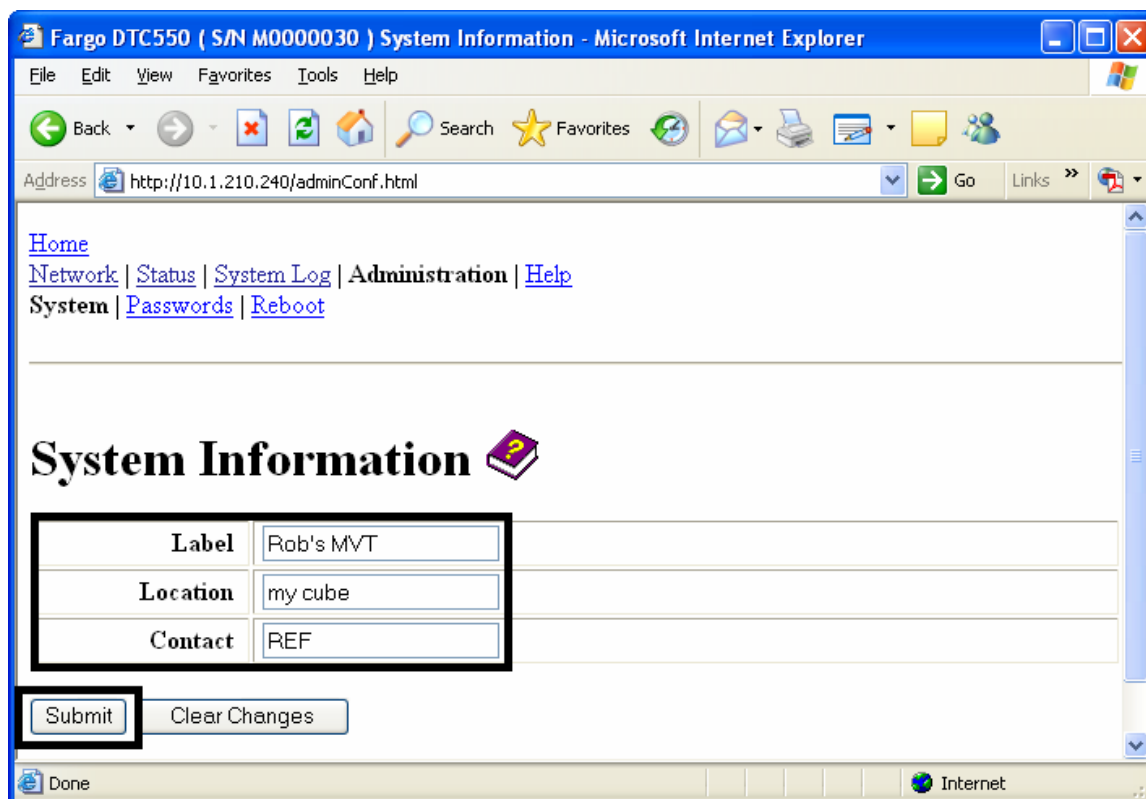 Fargo DTC550 ( S/N M0000030 ) System Information - Microsoft Internet Explorer
File Edit View Favorites Tools Help
Back Search Favorites
Address http://10.1.210.240/adminConf.html Go Links »
Home
Network | Status | System Log | Administration | Help
System | Passwords | Reboot
System Information ?
Label Rob's MVT
Location my cube
Contact REF
Submit Clear Changes
Done Internet